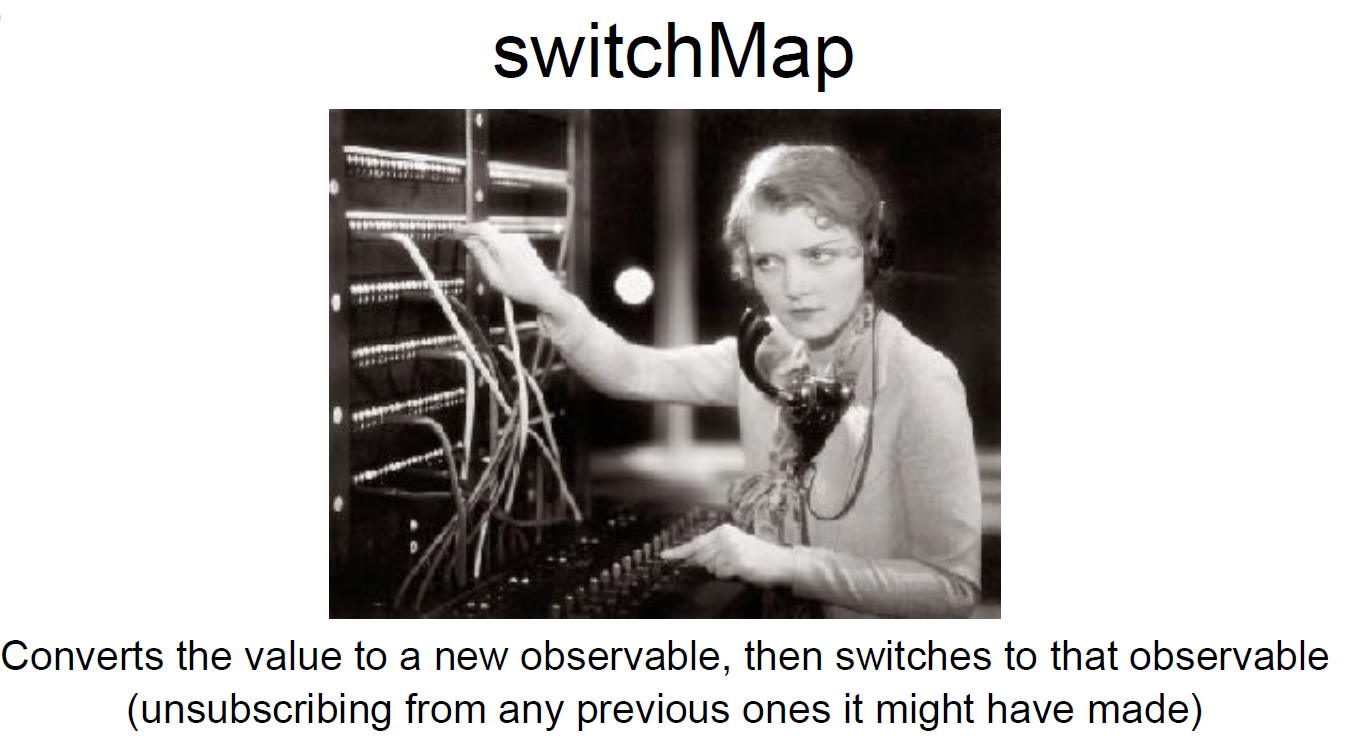 switchMap
Converts the value to a new observable, then switches to that observable
(unsubscribing from any previous ones it might have made)